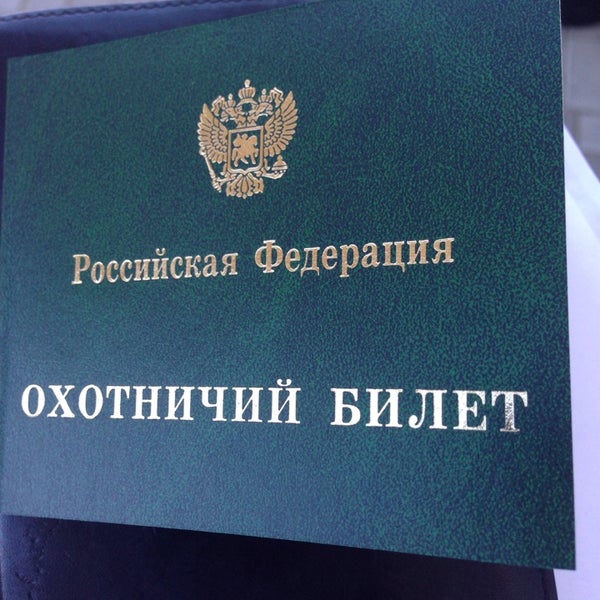 Российская Федерация
ОХОТНИЧИЙ БИЛЕТ